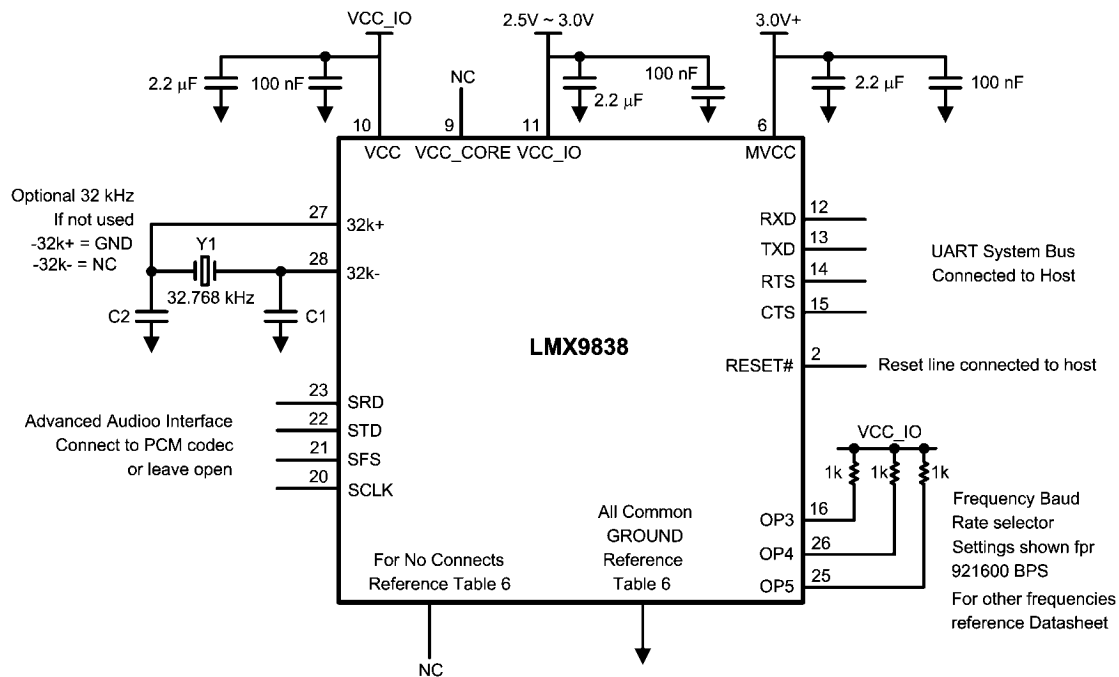 VCC_IO
2.5V ~ 3.0V
3.0V+
2.2 µF
100 nF
NC
2.2 µF
100 nF
2.2 µF
100 nF
10
9
11
6
VCC
VCC_CORE
VCC_IO
MVCC
Optional 32 kHz
If not used
-32k+ = GND
-32k- = NC
27
32k+
Y1
28
32k-
32.768 kHz
C2
C1
RXD
12
TXD
13
RTS
14
CTS
15
UART System Bus
Connected to Host
LMX9838
RESET#
2
Reset line connected to host
Advanced Audioo Interface
Connect to PCM codec
or leave open
23
SRD
22
STD
21
SFS
20
SCLK
VCC_IO
1k
1k
1k
OP3
16
OP4
26
OP5
25
Frequency Baud
Rate selector
Settings shown fpr
921600 BPS
For other frequencies
reference Datasheet
For No Connects
Reference Table 6
All Common
GROUND
Reference
Table 6
NC